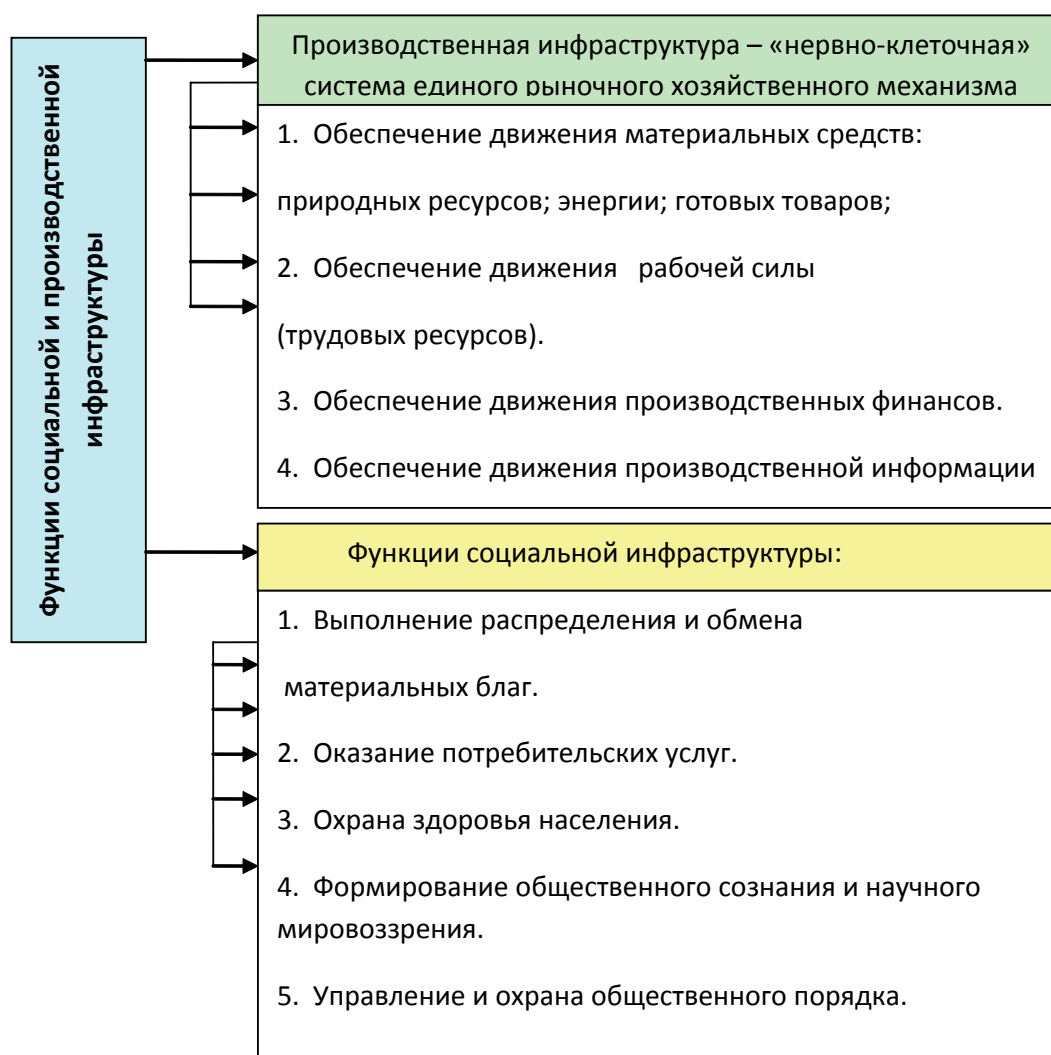 Функции социальной и производственной
инфраструктуры
Производственная инфраструктура – «нервно-клеточная»
система единого рыночного хозяйственного механизма
1. Обеспечение движения материальных средств:
природных ресурсов; энергии; готовых товаров;
2. Обеспечение движения рабочей силы
(трудовых ресурсов).
3. Обеспечение движения производственных финансов.
4. Обеспечение движения производственной информации
Функции социальной инфраструктуры:
1. Выполнение распределения и обмена
материальных благ.
2. Оказание потребительских услуг.
3. Охрана здоровья населения.
4. Формирование общественного сознания и научного
мировоззрения.
5. Управление и охрана общественного порядка.